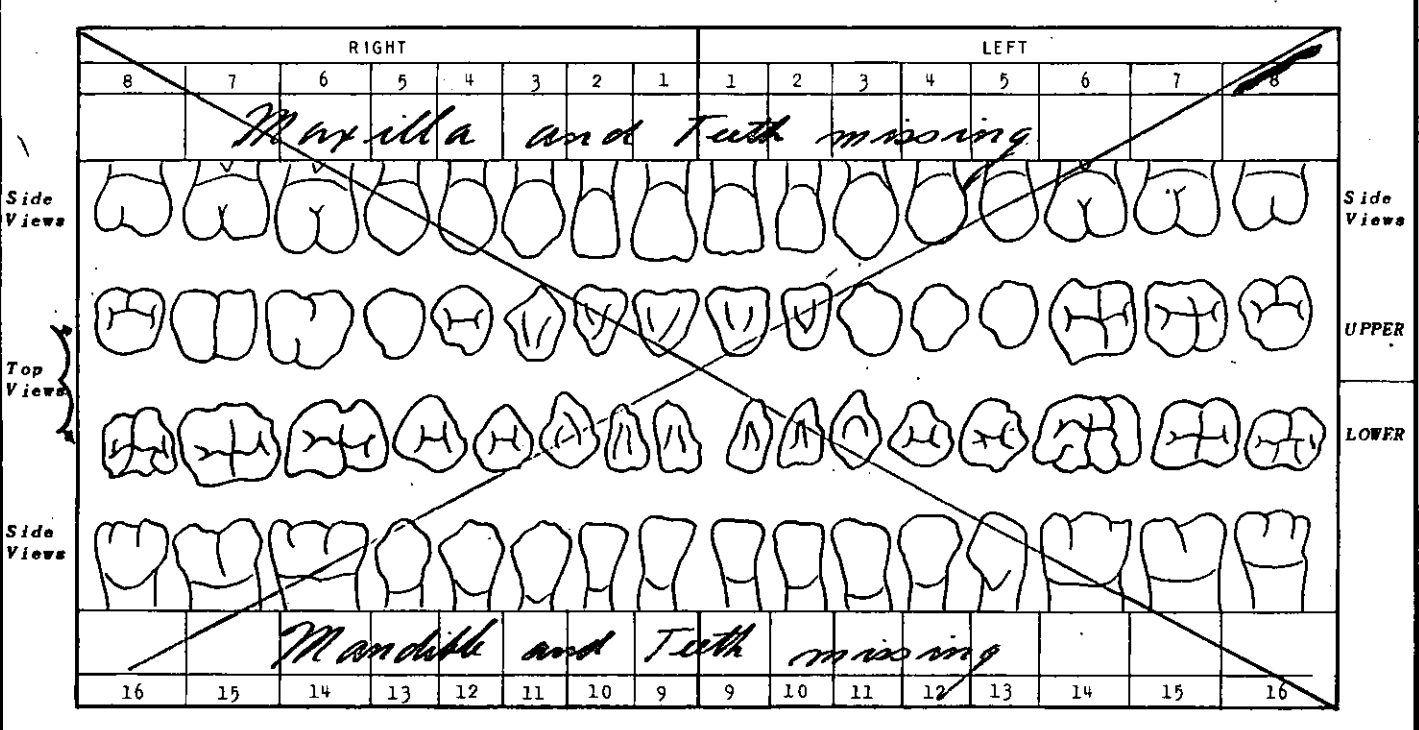 RIGHT LEFT
8 7 6 5 4 3 2 1 1 2 3 4 5 6 7 8
Maxilla and Teeth missing
Side Views Side Views
UPPER
Top Views
LOWER
Side Views
Mandible and Teeth missing
16 15 14 13 12 11 10 9 9 10 11 12 13 14 15 16